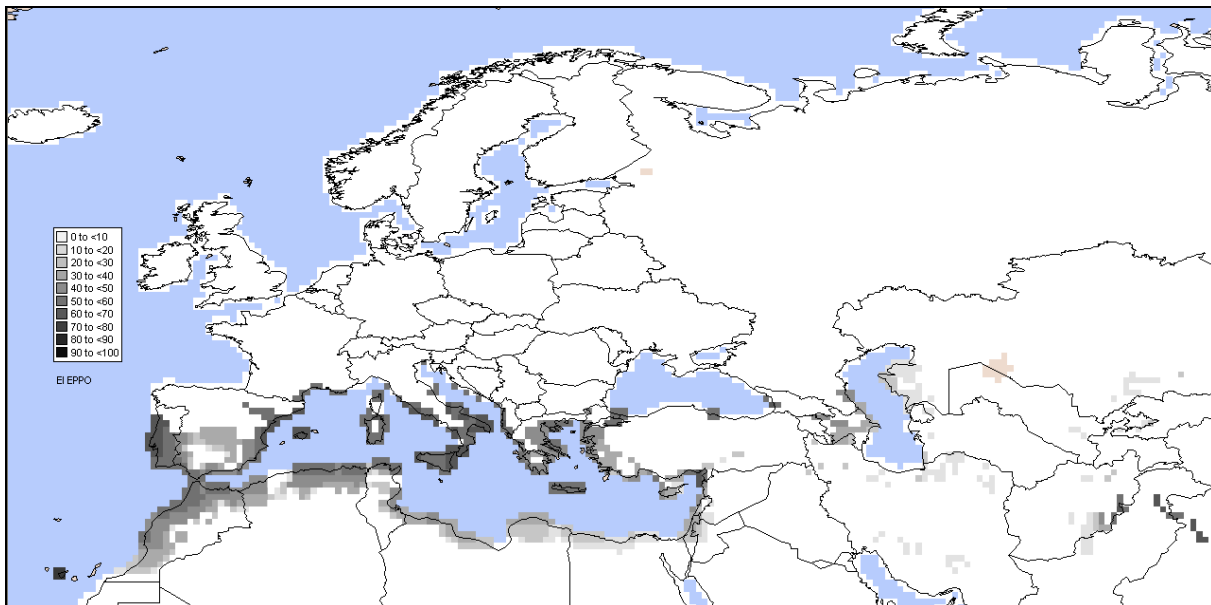 0 to <10
10 to <20
20 to <30
30 to <40
40 to <50
50 to <60
60 to <70
70 to <80
80 to <90
90 to <100
EI EPPO